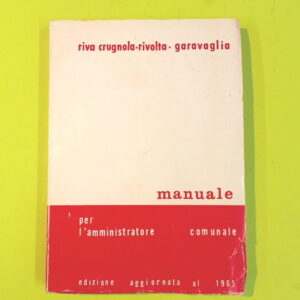 riva crugnola·rivolta· garavaglia
manuale
per
l'amministratore comunale
edizione aggiornata al 1965